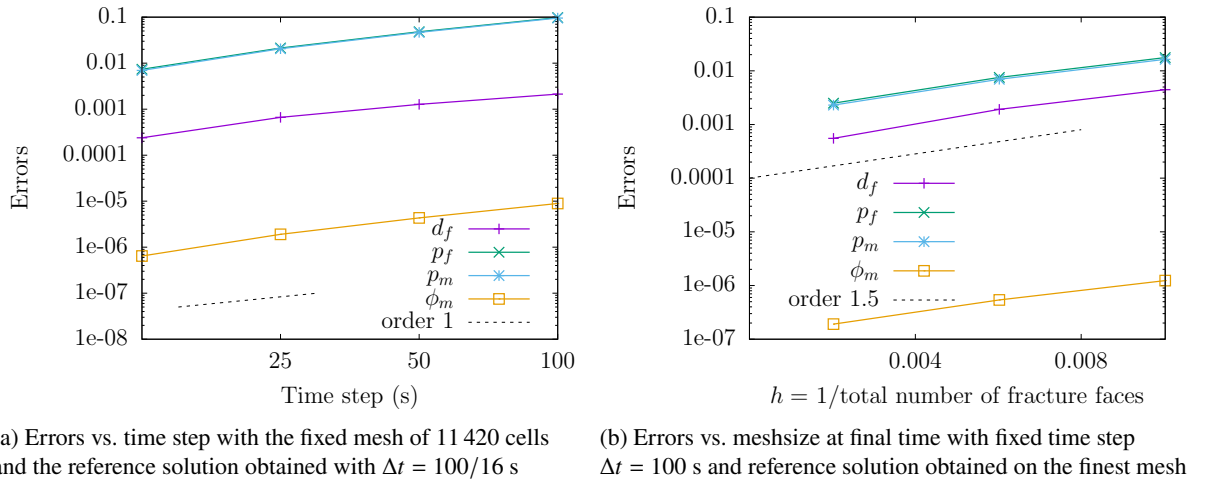 0.1
0.01
0.001
0.0001
1e-05
1e-06
1e-07
1e-08
Errors
25
50
100
Time step (s)
d_f
p_f
p_m
ϕ_m
order 1
0.1
0.01
0.001
0.0001
1e-05
1e-06
1e-07
Errors
0.004
0.008
h = 1/total number of fracture faces
d_f
p_f
p_m
ϕ_m
order 1.5
a) Errors vs. time step with the fixed mesh of 11 420 cells
and the reference solution obtained with Δt = 100/16 s
(b) Errors vs. meshsize at final time with fixed time step
Δt = 100 s and reference solution obtained on the finest mesh